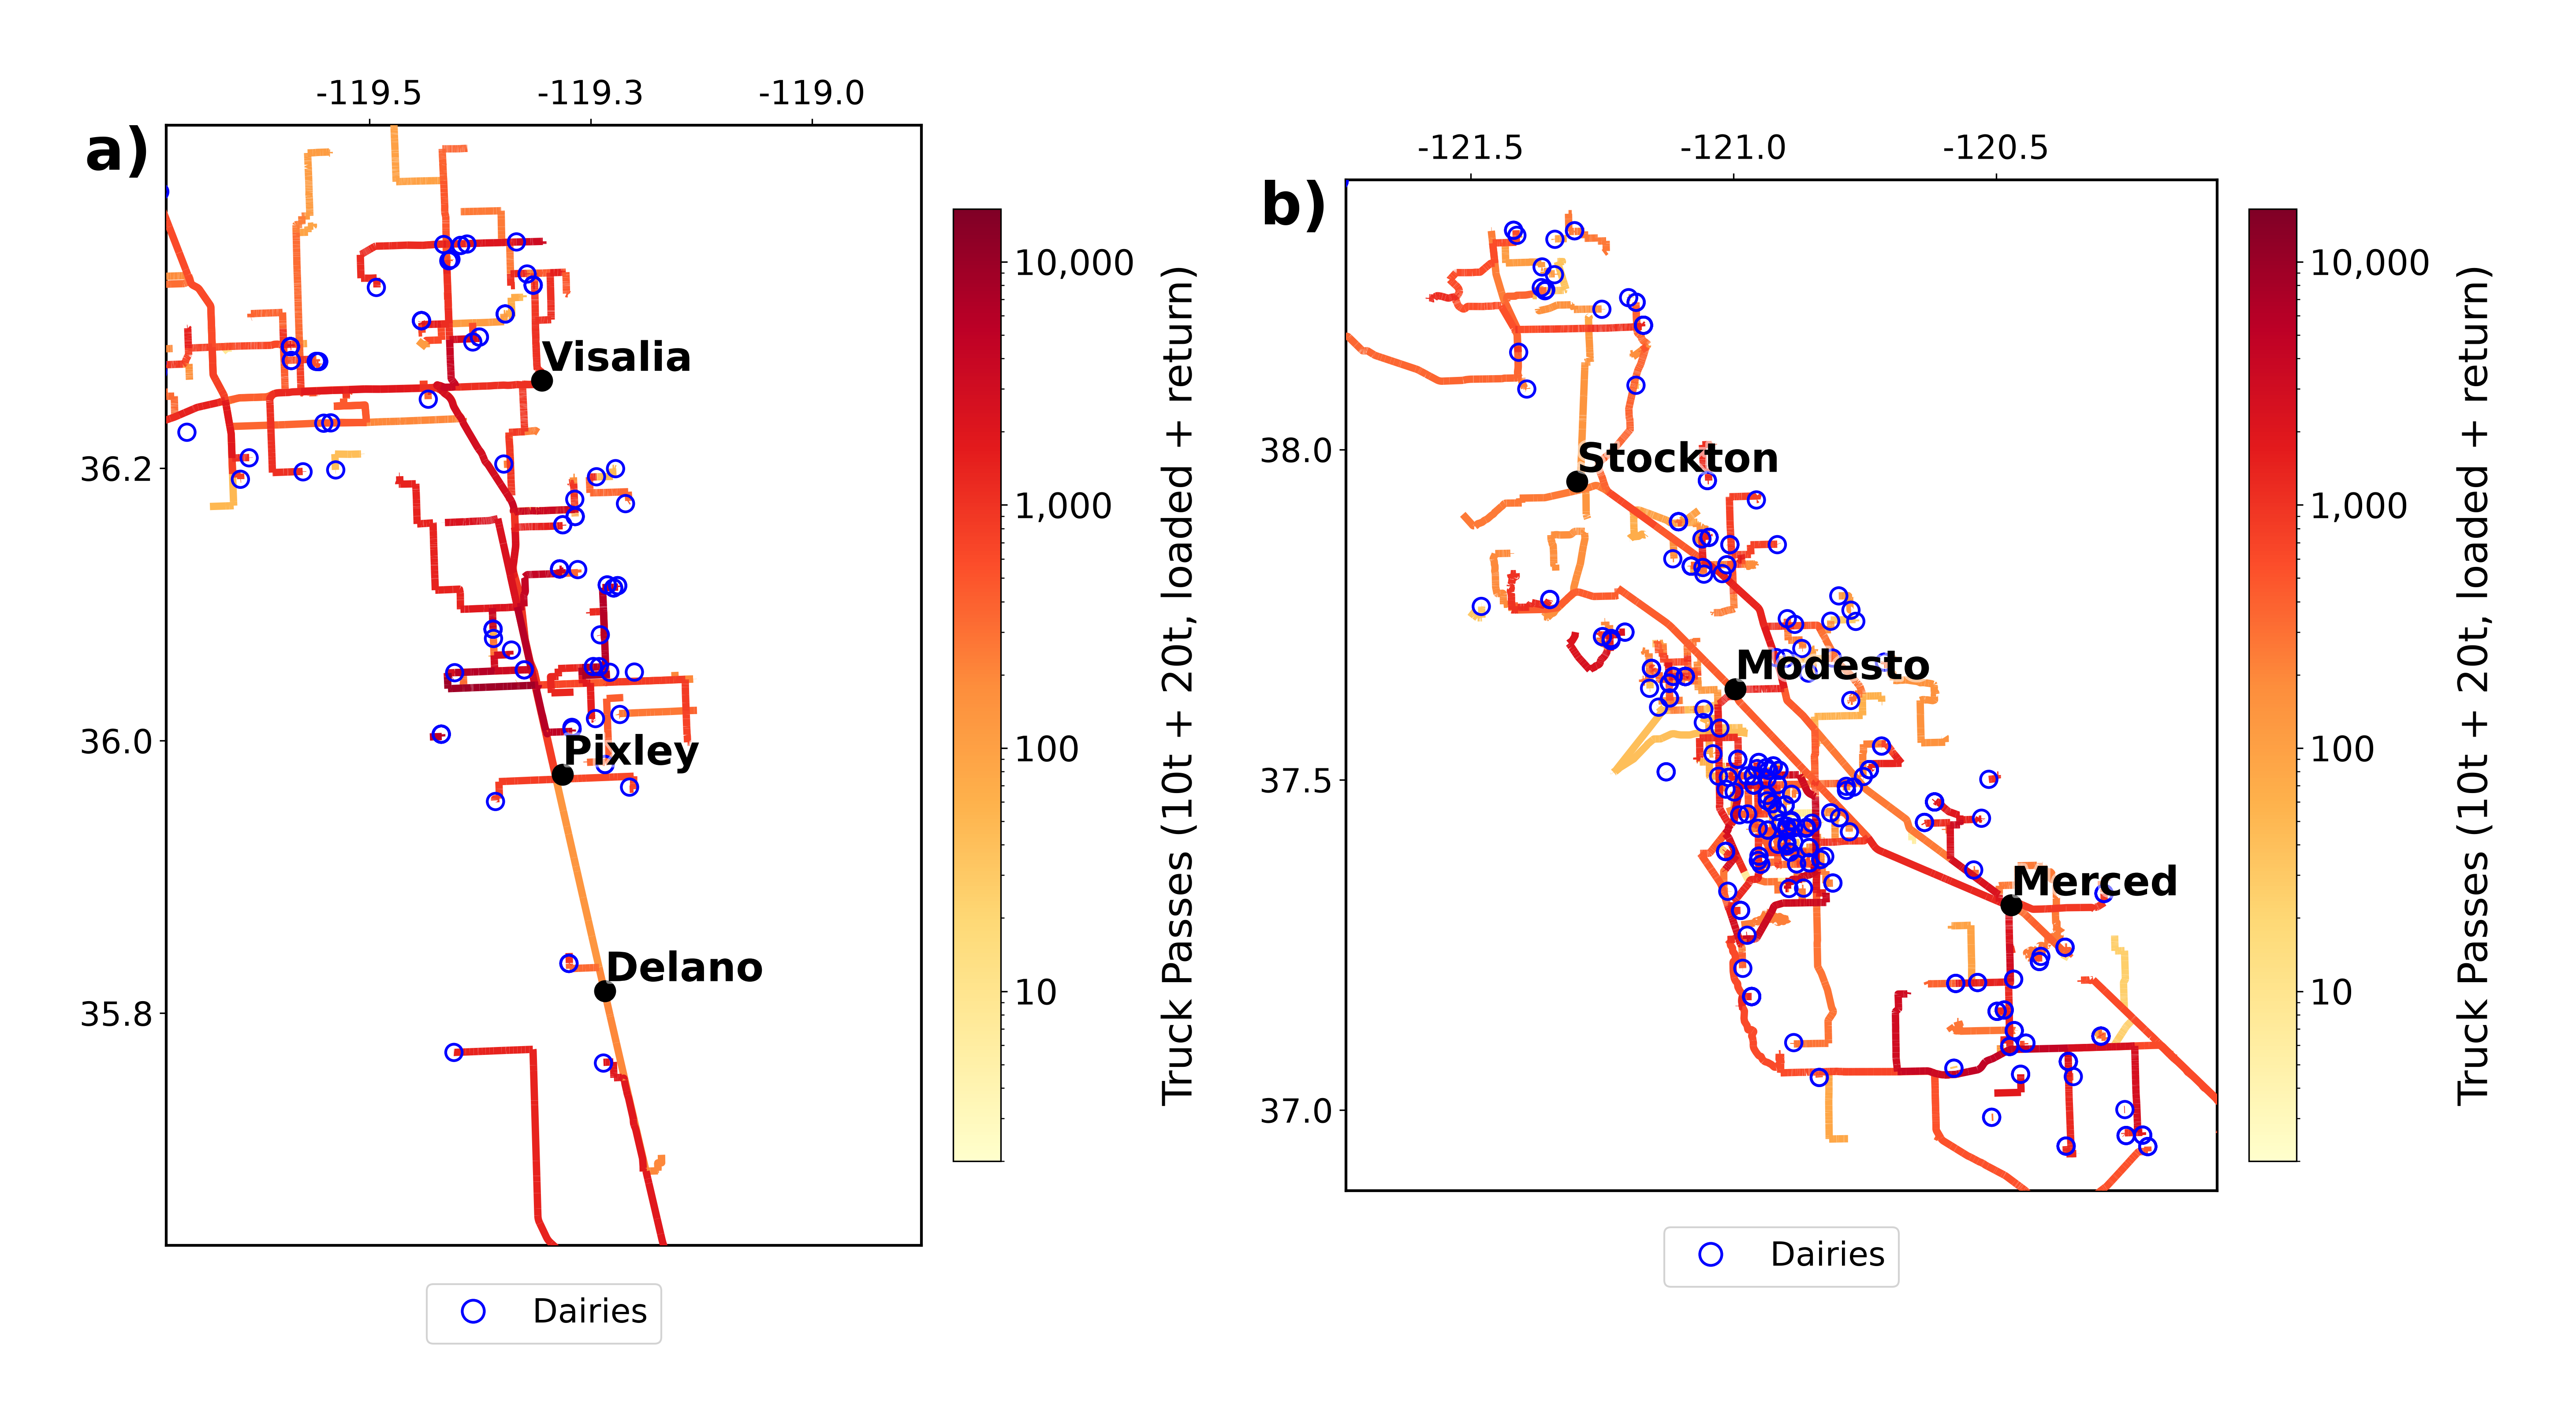 a)
-119.5 -119.3 -119.0
36.2
36.0
35.8
Visalia
Pixley
Delano
Dairies
10,000
1,000
100
10
Truck Passes (10t + 20t, loaded + return)
b)
-121.5 -121.0 -120.5
38.0
37.5
37.0
Stockton
Modesto
Merced
Dairies
10,000
1,000
100
10
Truck Passes (10t + 20t, loaded + return)